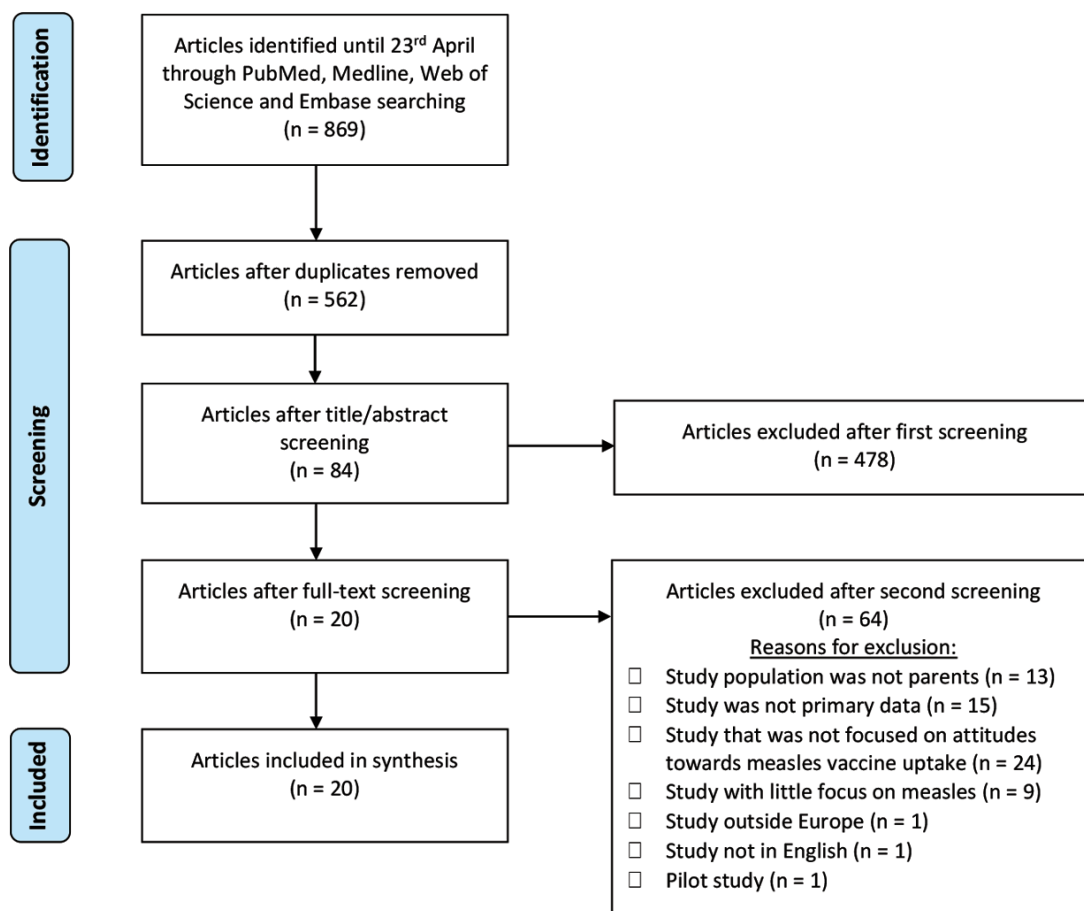 Identification
Articles identified until 23rd April
through PubMed, Medline, Web of
Science and Embase searching
(n = 869)
Screening
Articles after duplicates removed
(n = 562)
Articles after title/abstract
screening
(n = 84)
Articles excluded after first screening
(n = 478)
Articles after full-text screening
(n = 20)
Articles excluded after second screening
(n = 64)
Reasons for exclusion:
Study population was not parents (n = 13)
Study was not primary data (n = 15)
Study that was not focused on attitudes
towards measles vaccine uptake (n = 24)
Study with little focus on measles (n = 9)
Study outside Europe (n = 1)
Study not in English (n = 1)
Pilot study (n = 1)
Included
Articles included in synthesis
(n = 20)